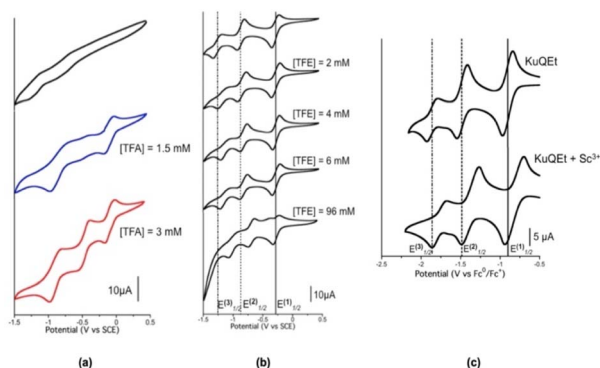 [TFA] = 1.5 mM
[TFA] = 3 mM
10µA
-1.5 -1 -0.5 0 0.5
Potential (V vs SCE)
(a)
[TFE] = 2 mM
[TFE] = 4 mM
[TFE] = 6 mM
[TFE] = 96 mM
E(3)1/2 E(2)1/2 E(1)1/2
10µA
-1.5 -1 -0.5 0 0.5
Potential (V vs SCE)
(b)
KuQEt
KuQEt + Sc3+
5 µA
E(3)1/2 E(2)1/2 E(1)1/2
-2.5 -2 -1.5 -1 -0.5
Potential (V vs Fc0/Fc+)
(c)